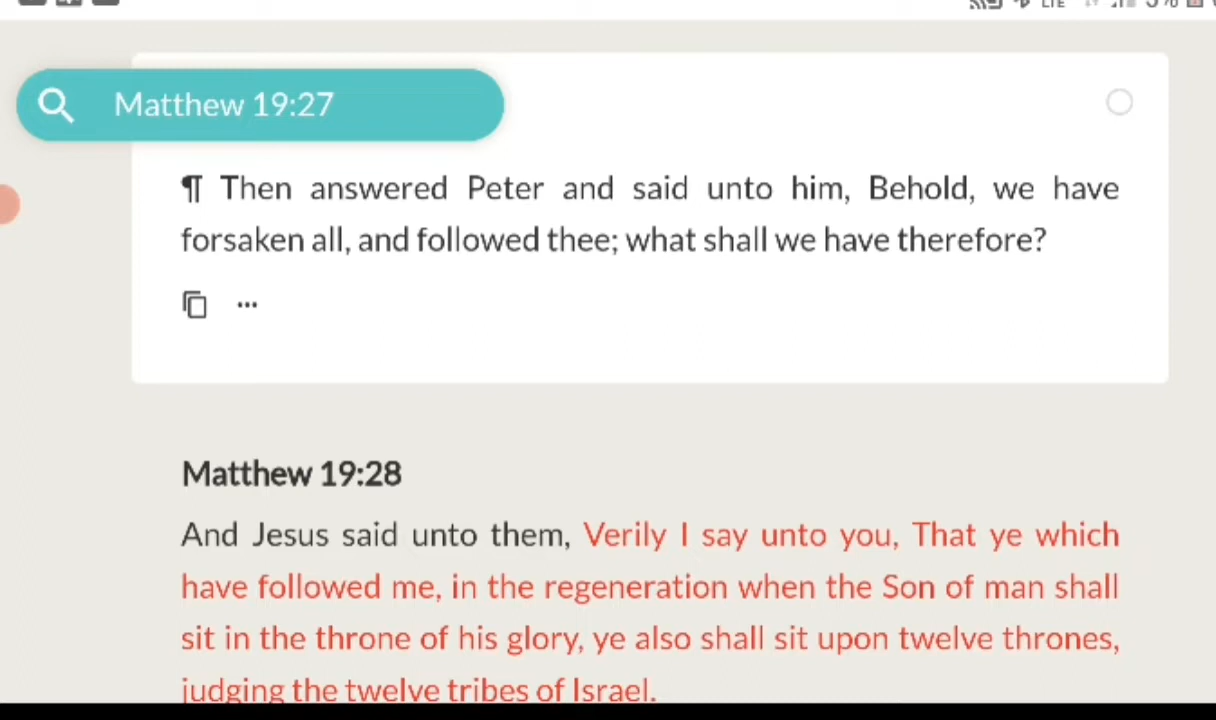 Matthew 19:27
¶ Then answered Peter and said unto him, Behold, we have
forsaken all, and followed thee; what shall we have therefore?
Matthew 19:28
And Jesus said unto them, Verily I say unto you, That ye which
have followed me, in the regeneration when the Son of man shall
sit in the throne of his glory, ye also shall sit upon twelve thrones,
judging the twelve tribes of Israel.